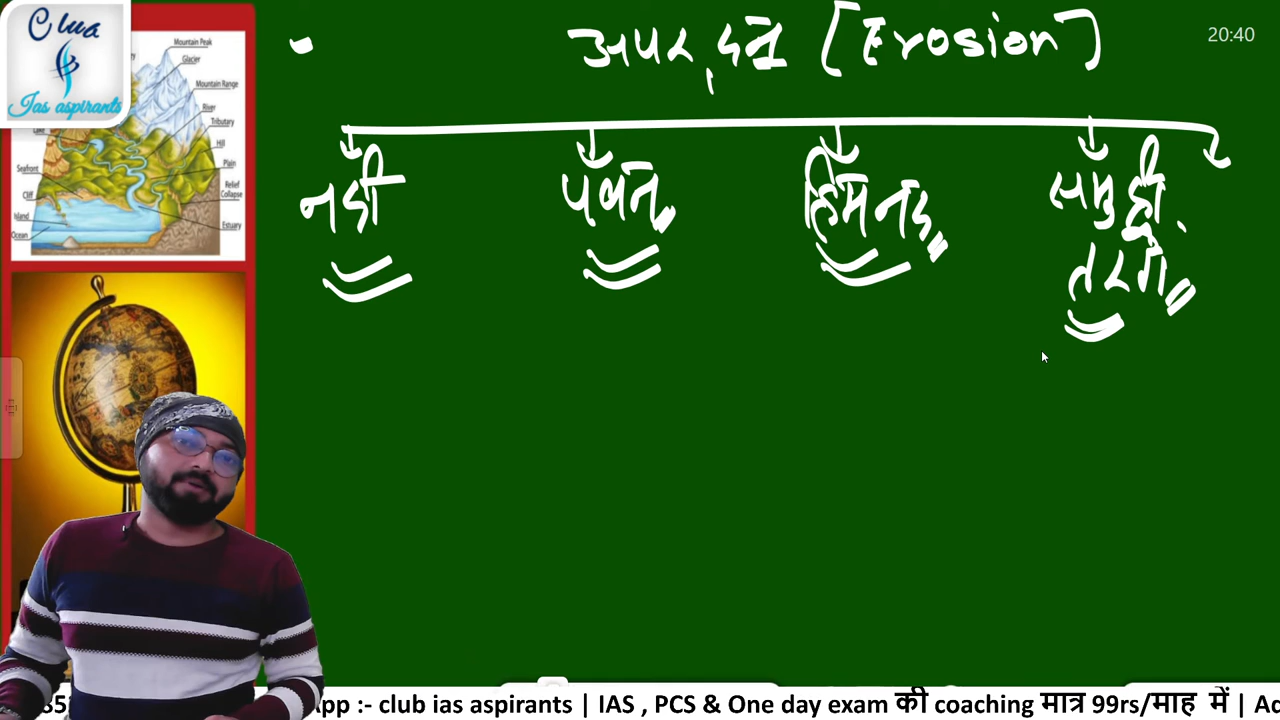 Clua
Ias aspirants
Mountain Peak
Glacier
Mountain Range
River
Tributary
Hill
Plain
Relief
Collapse
Estuary
Lake
Seafront
Cliff
Island
Ocean
अपरदन [Erosion]
20:40
नदी पवन हिमनद समुद्री
तरंग
App :- club ias aspirants | IAS , PCS & One day exam की coaching मात्र 99rs/माह में |